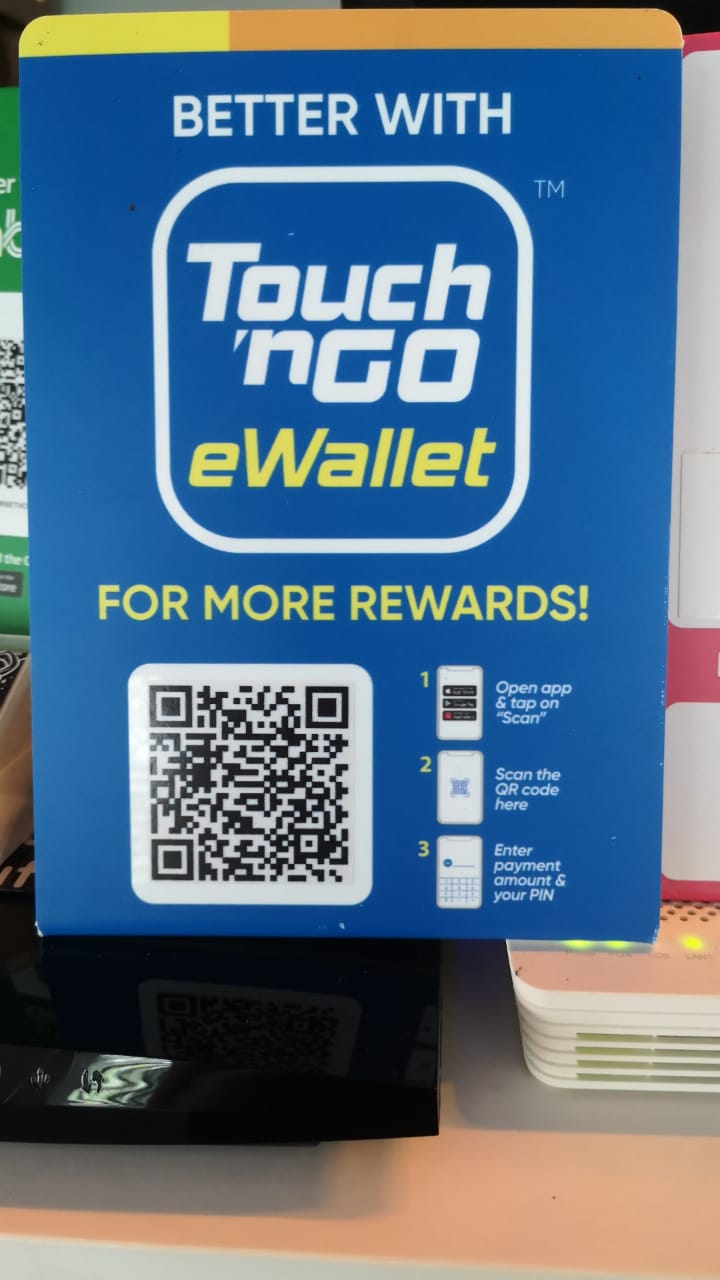 BETTER WITH
TM
Touch
'nGO
eWallet
FOR MORE REWARDS!
1
Open app
& tap on
"Scan"
2
Scan the
QR code
here
3
Enter
payment
amount &
your PIN